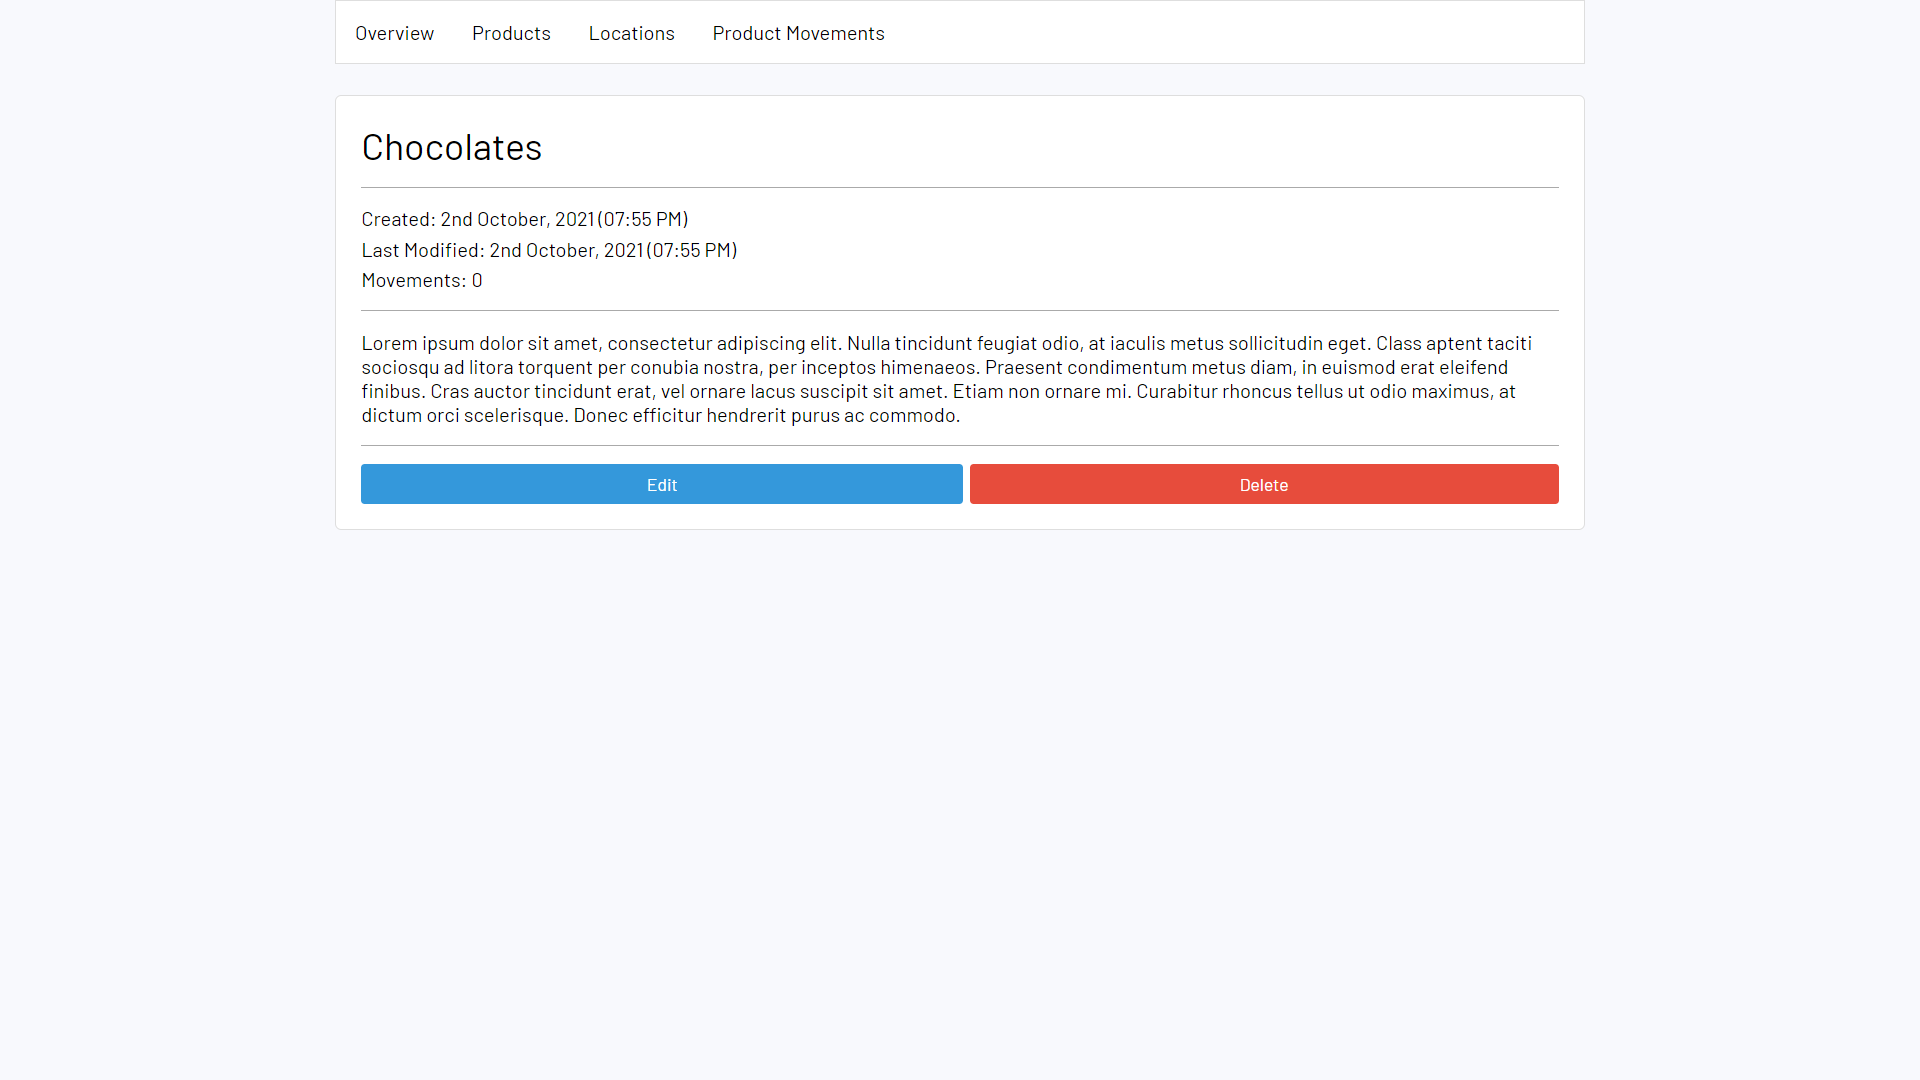 Overview Products Locations Product Movements
Chocolates
Created: 2nd October, 2021 (07:55 PM)
Last Modified: 2nd October, 2021 (07:55 PM)
Movements: 0
Lorem ipsum dolor sit amet, consectetur adipiscing elit. Nulla tincidunt feugiat odio, at iaculis metus sollicitudin eget. Class aptent taciti
sociosqu ad litora torquent per conubia nostra, per inceptos himenaeos. Praesent condimentum metus diam, in euismod erat eleifend
finibus. Cras auctor tincidunt erat, vel ornare lacus suscipit sit amet. Etiam non ornare mi. Curabitur rhoncus tellus ut odio maximus, at
dictum orci scelerisque. Donec efficitur hendrerit purus ac commodo.
Edit Delete